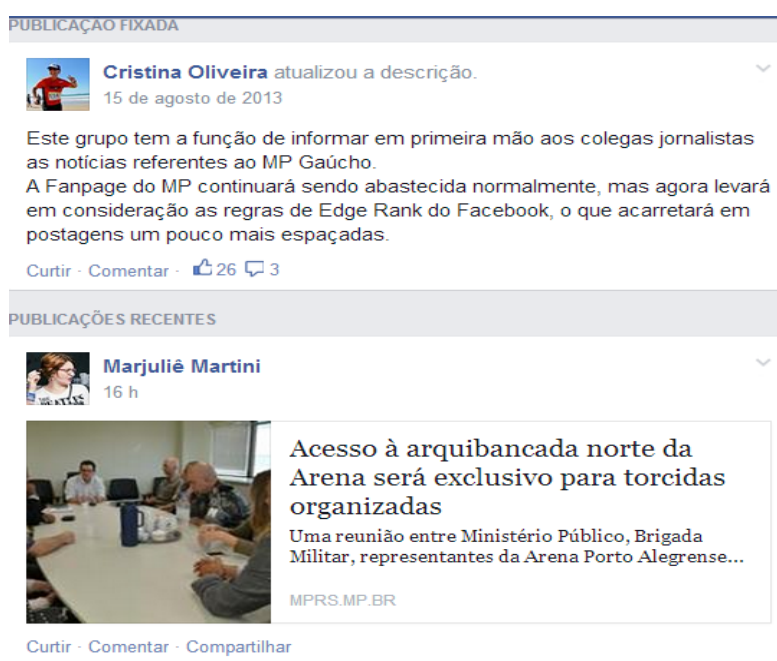 PUBLICAÇÃO FIXADA
Cristina Oliveira atualizou a descrição.
15 de agosto de 2013
Este grupo tem a função de informar em primeira mão aos colegas jornalistas
as notícias referentes ao MP Gaúcho.
A Fanpage do MP continuará sendo abastecida normalmente, mas agora levará
em consideração as regras de Edge Rank do Facebook, o que acarretará em
postagens um pouco mais espaçadas.
Curtir · Comentar · 26 3
PUBLICAÇÕES RECENTES
Marjuliê Martini
16 h
Acesso à arquibancada norte da
Arena será exclusivo para torcidas
organizadas
Uma reunião entre Ministério Público, Brigada
Militar, representantes da Arena Porto Alegrense...
MPRS.MP.BR
Curtir · Comentar · Compartilhar